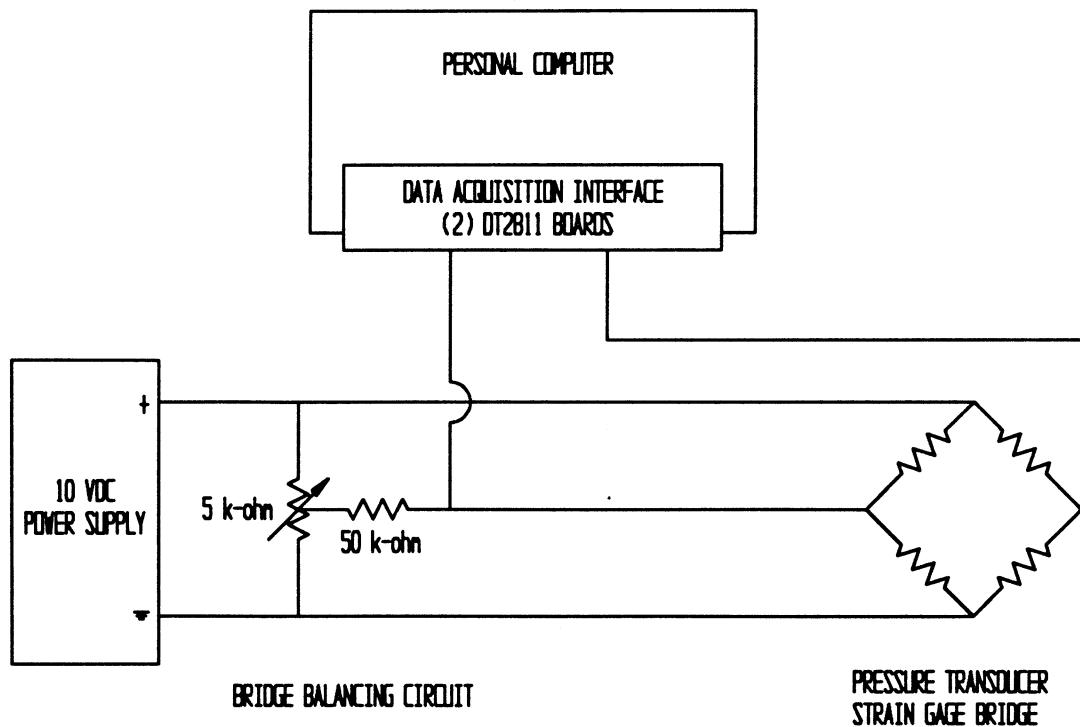 PERSONAL COMPUTER
DATA ACQUISITION INTERFACE
(2) DT2811 BOARDS
+
10 VDC
POWER SUPPLY
5 k-ohm
50 k-ohm
BRIDGE BALANCING CIRCUIT
PRESSURE TRANSDUCER
STRAIN GAGE BRIDGE